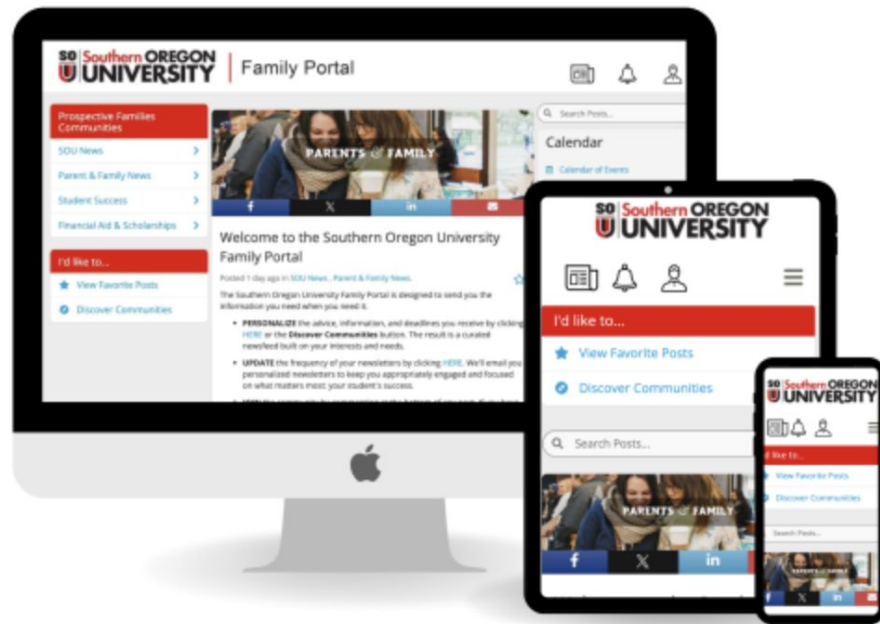 SO Southern OREGON
U UNIVERSITY
Family Portal
Prospective Families
Communities
SOU News
Parent & Family News
Student Success
Financial Aid & Scholarships
I'd like to...
View Favorite Posts
Discover Communities
PARENTS & FAMILY
f X in
Welcome to the Southern Oregon University
Family Portal
Posted 1 day ago in SOU News, Parent & Family News.
The Southern Oregon University Family Portal is designed to send you the
information you need when you need it.
PERSONALIZE the advice, information, and deadlines you receive by clicking
HERE or the Discover Communities button. The result is a curated
newsfeed built on your interests and needs.
UPDATE the frequency of your newsletters by clicking HERE. We'll email you
personalized newsletters to keep you appropriately engaged and focused
on what matters most: your student's success.
Search Posts...
Calendar
Calendar of Events
SO Southern OREGON
U UNIVERSITY
I'd like to...
View Favorite Posts
Discover Communities
Search Posts...
PARENTS & FAMILY
f X in
SO Southern OREGON
U UNIVERSITY
'd like to...
View Favorite Posts
Discover Communities
Search Posts...
PARENTS & FAMILY
f X in